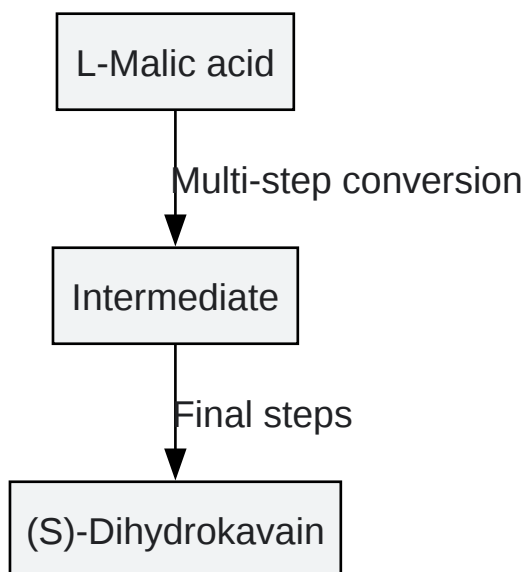 L-Malic acid
Multi-step conversion
Intermediate
Final steps
(S)-Dihydrokavain